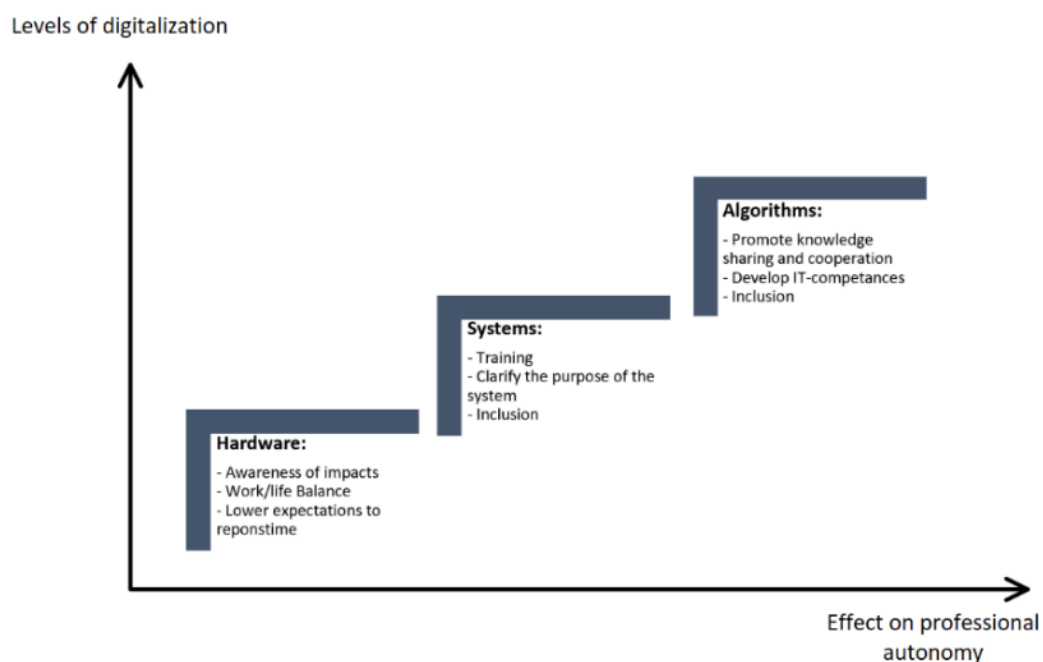 Levels of digitalization
Algorithms:
- Promote knowledge
sharing and cooperation
- Develop IT-competances
- Inclusion
Systems:
- Training
- Clarify the purpose of the
system
- Inclusion
Hardware:
- Awareness of impacts
- Work/life Balance
- Lower expectations to
reponstime
Effect on professional
autonomy